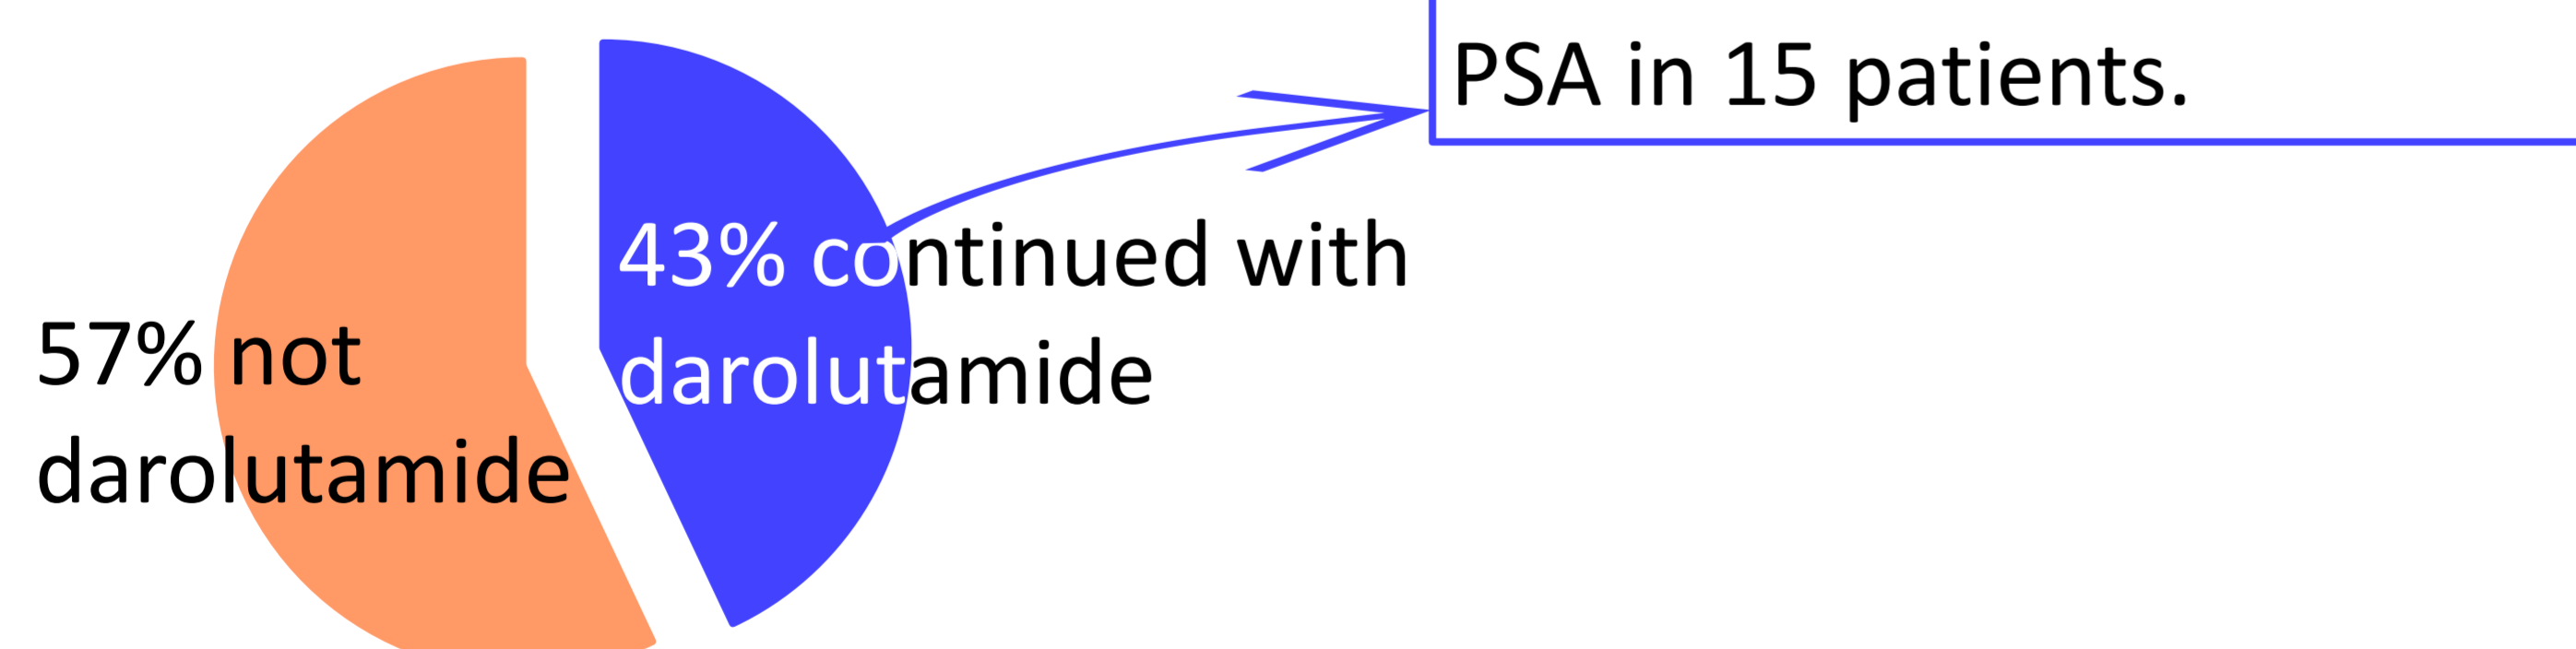 PSA in 15 patients.
43% continued with
darolutamide
57% not
darolutamide